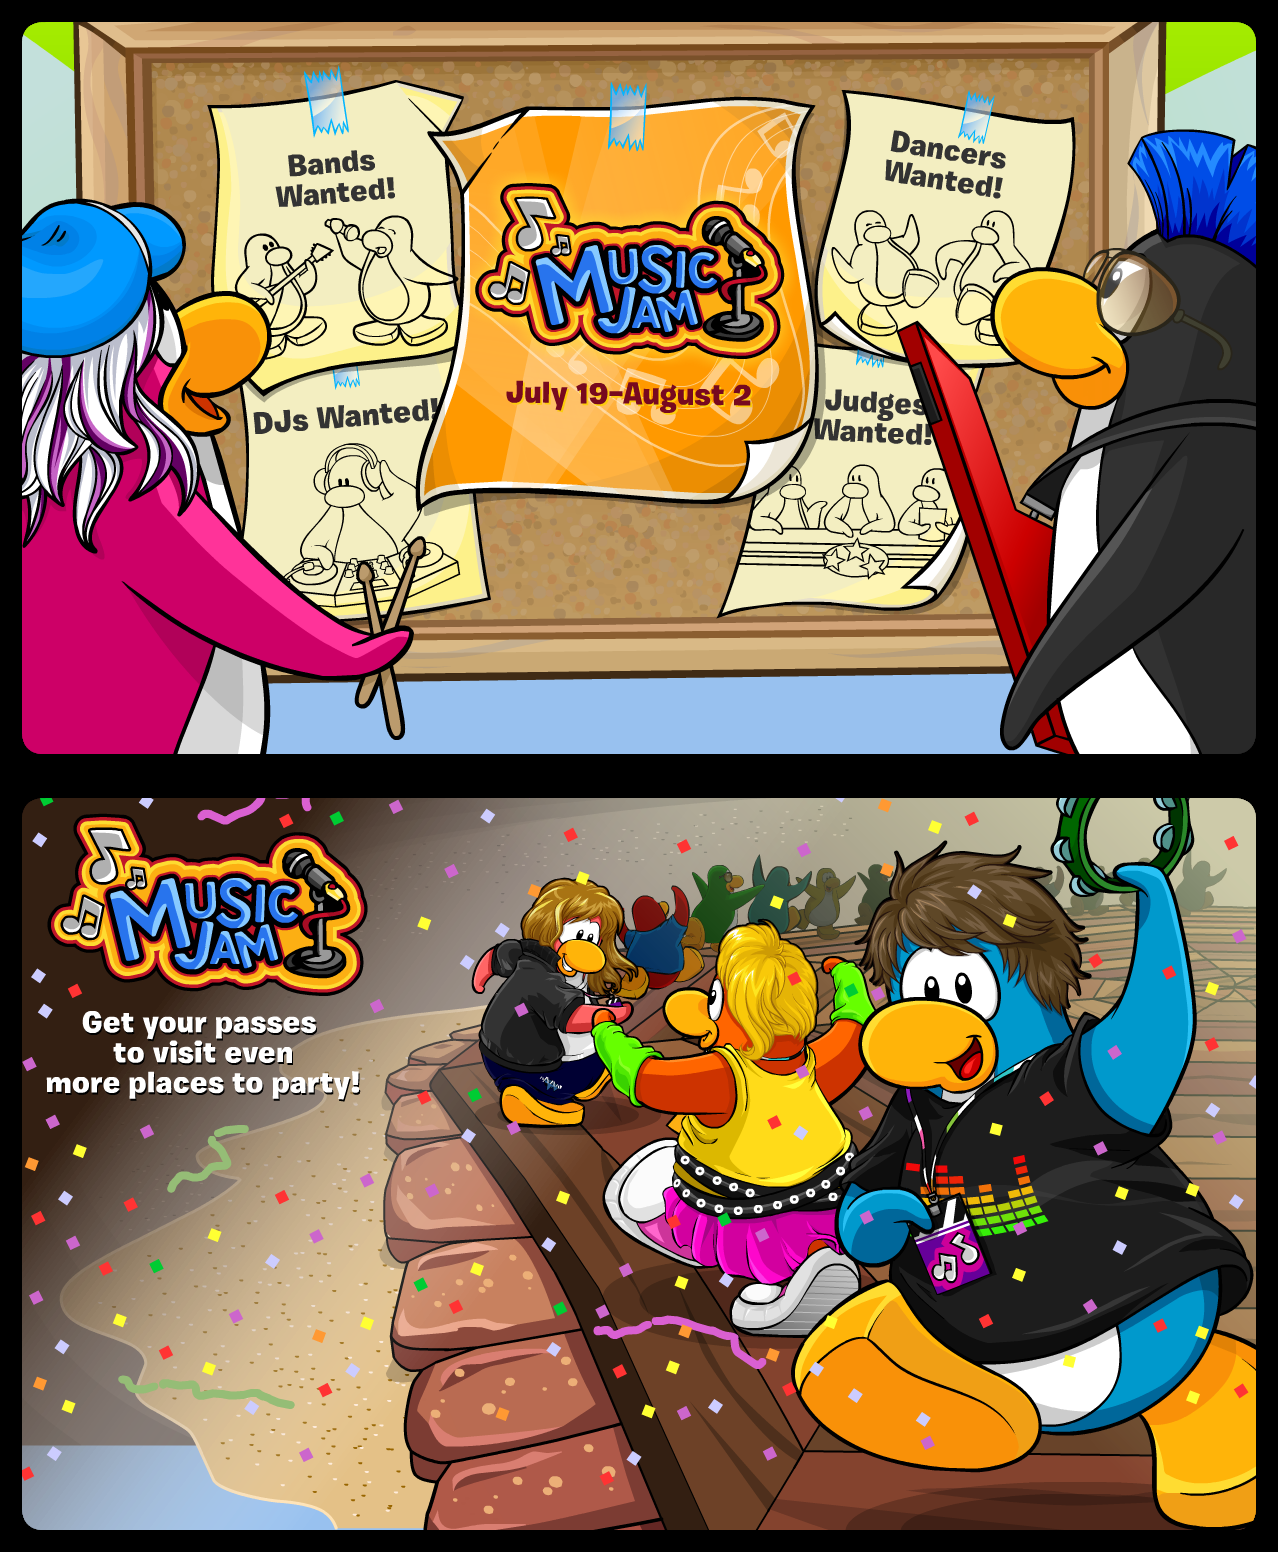 Bands
Wanted!
MUSIC
JAM
July 19-August 2
Dancers
Wanted!
DJs Wanted!
Judges
Wanted!
MUSIC
JAM
Get your passes
to visit even
more places to party!